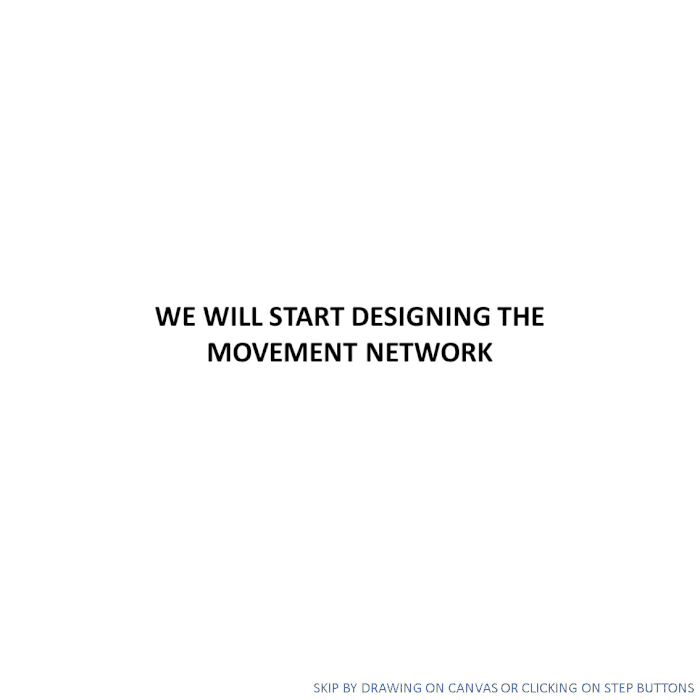 WE WILL START DESIGNING THE
MOVEMENT NETWORK
SKIP BY DRAWING ON CANVAS OR CLICKING ON STEP BUTTONS